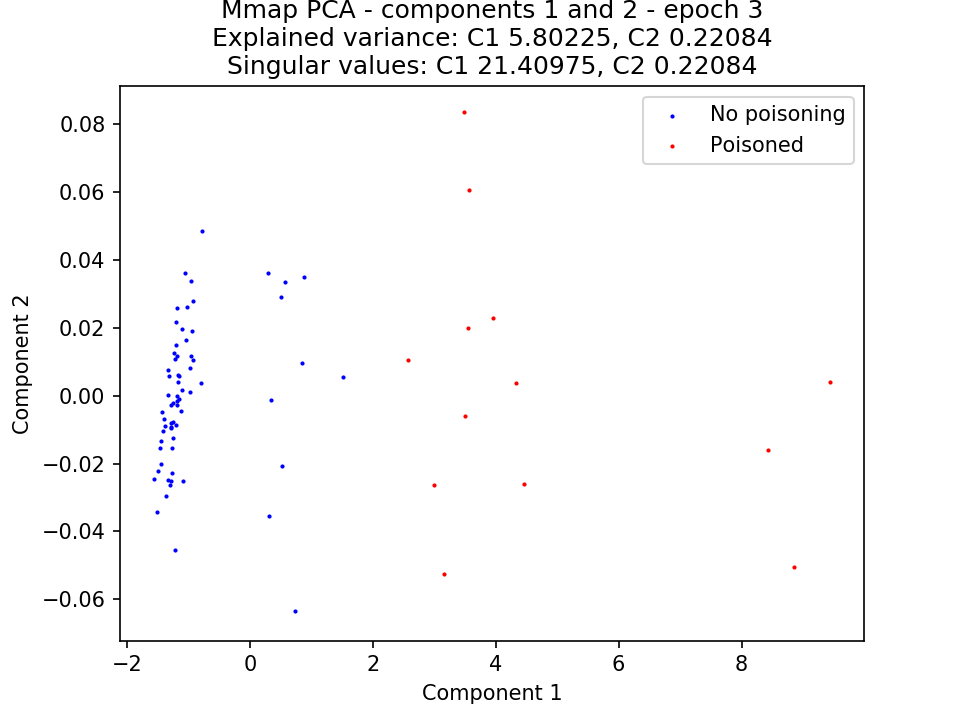 Mmap PCA - components 1 and 2 - epoch 3
Explained variance: C1 5.80225, C2 0.22084
Singular values: C1 21.40975, C2 0.22084
No poisoning
Poisoned
0.08
0.06
0.04
0.02
0.00
−0.02
−0.04
−0.06
Component 2
−2
0
2
4
6
8
Component 1